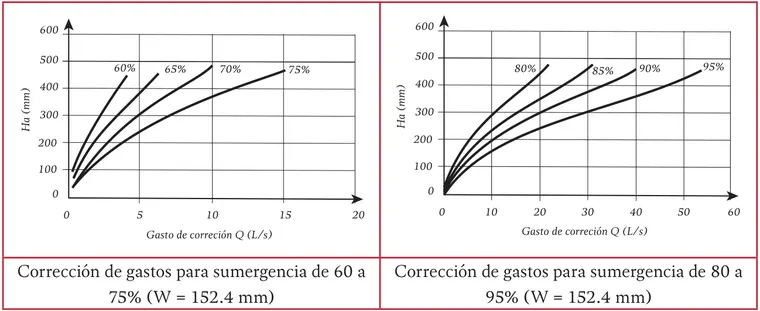 600
500
400
300
200
100
0
Ha (mm)
60%
65%
70%
75%
0 5 10 15 20
Gasto de correción Q (L/s)
600
500
400
300
200
100
0
Ha (mm)
80%
85%
90%
95%
0 10 20 30 40 50 60
Gasto de correción Q (L/s)
Corrección de gastos para sumergencia de 60 a
75% (W = 152.4 mm)
Corrección de gastos para sumergencia de 80 a
95% (W = 152.4 mm)